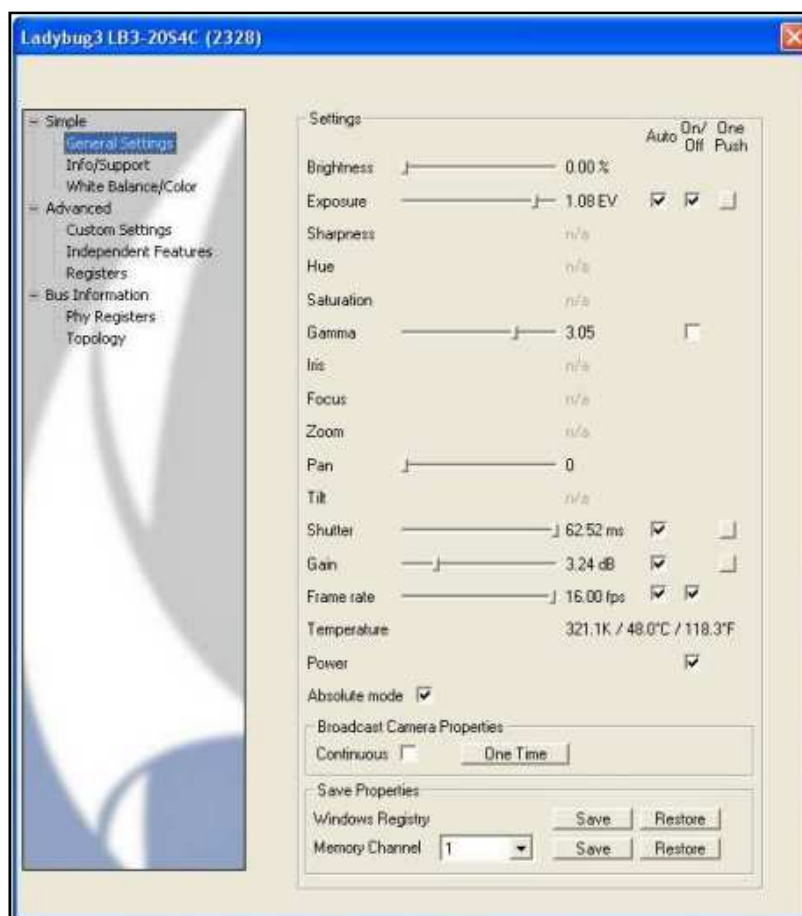 Ladybug3 LB3-20S4C (2328)
Simple
General Settings
Info/Support
White Balance/Color
Advanced
Custom Settings
Independent Features
Registers
Bus Information
Phy Registers
Topology
Settings
Auto On/Off One Push
Brightness 0.00 %
Exposure 1.08 EV
Sharpness n/a
Hue n/a
Saturation n/a
Gamma 3.05
Iris n/a
Focus n/a
Zoom n/a
Pan 0
Tilt n/a
Shutter 62.52 ms
Gain 3.24 dB
Frame rate 16.00 fps
Temperature 321.1K / 48.0°C / 118.3°F
Power
Absolute mode
Broadcast Camera Properties
Continuous One Time
Save Properties
Windows Registry Save Restore
Memory Channel 1 Save Restore